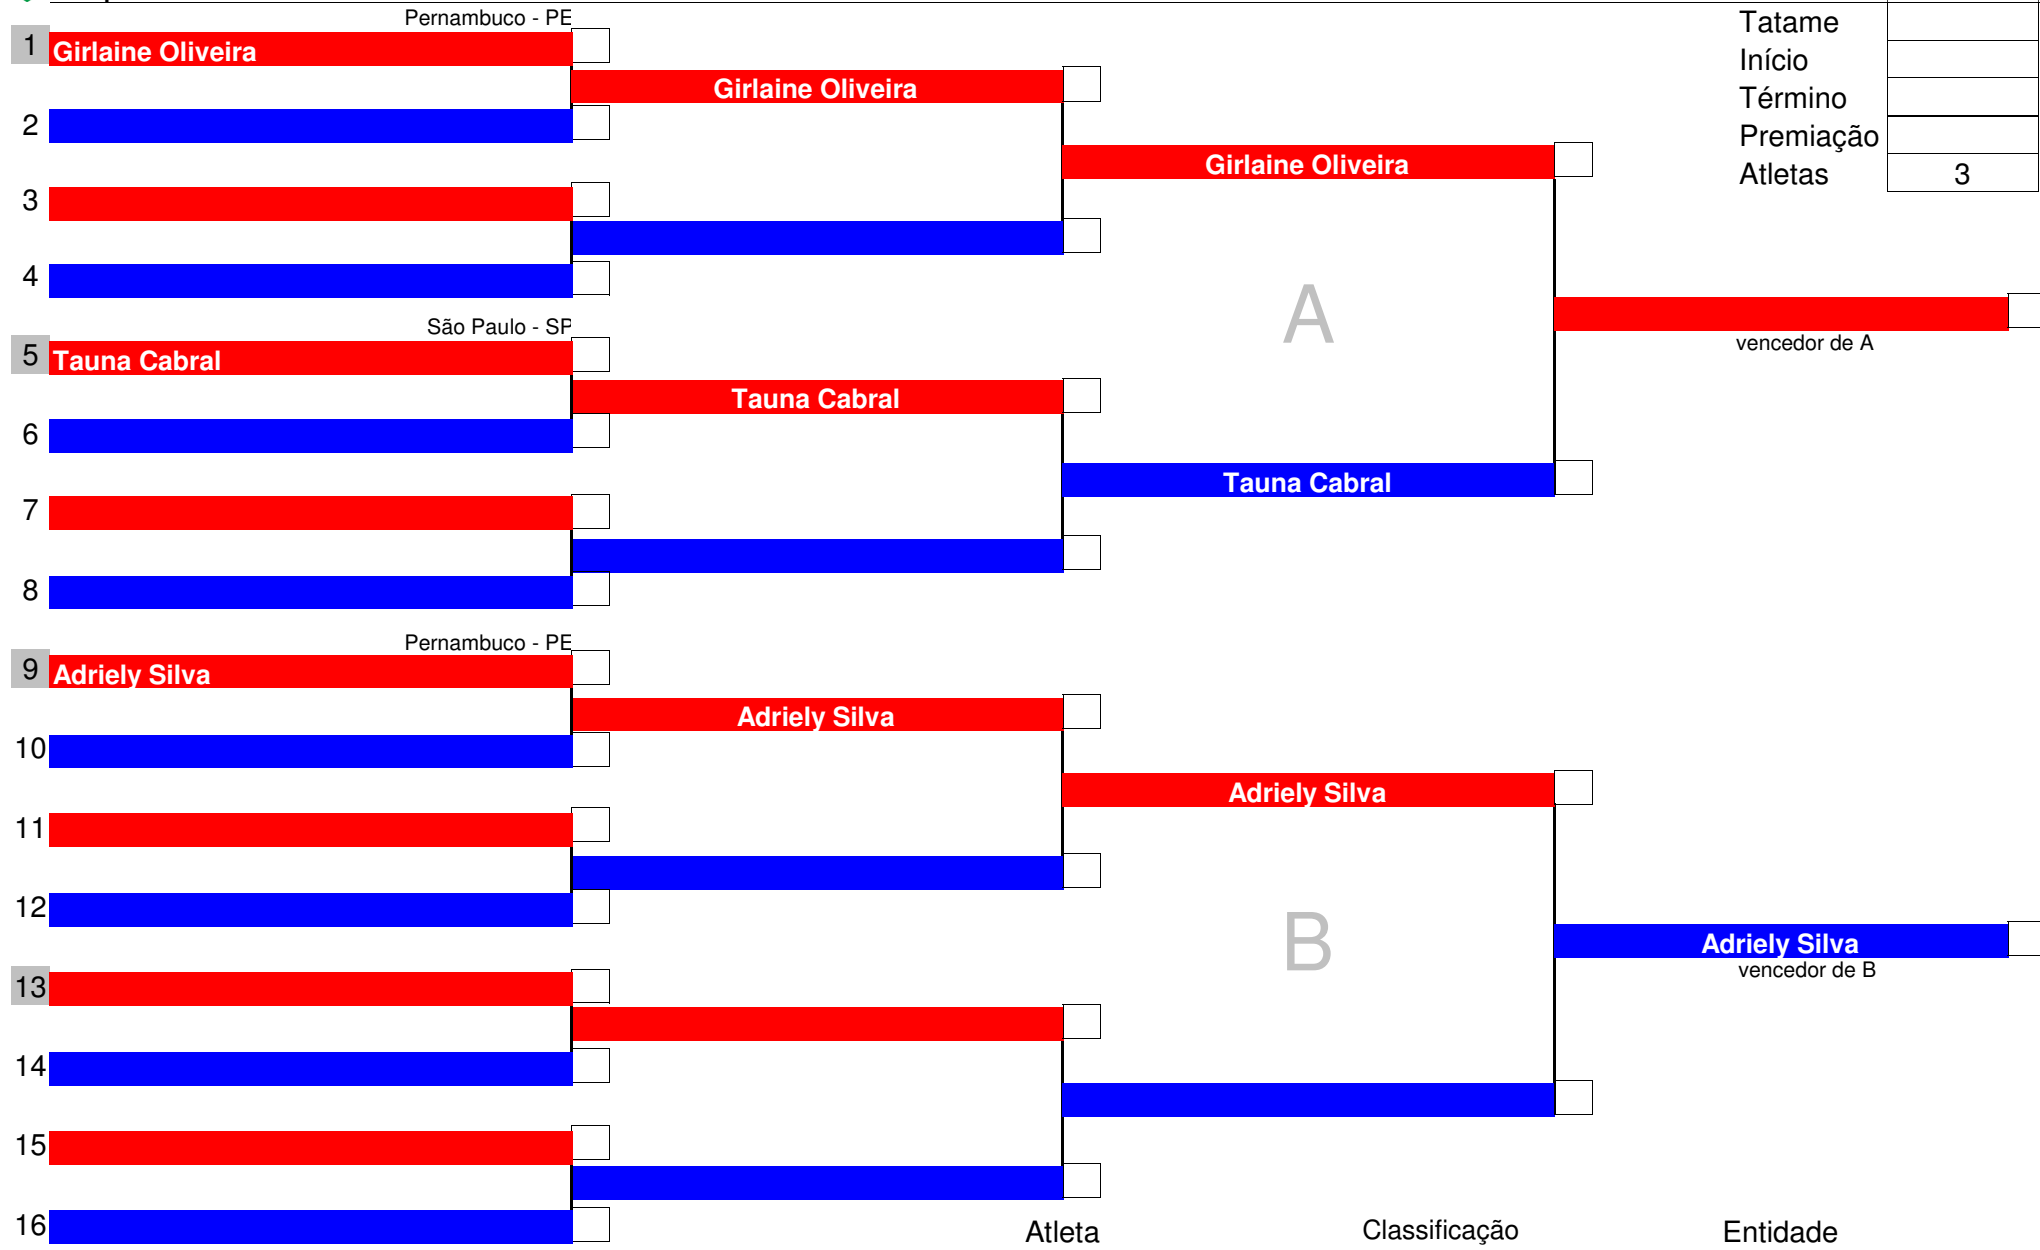 Pernambuco - PE
Tatame
1 Girlaine Oliveira
Girlaine Oliveira
Início
Término
2
Premiação
Girlaine Oliveira
Atletas 3
3
4
A
São Paulo - SP
vencedor de A
5 Tauna Cabral
Tauna Cabral
6
Tauna Cabral
7
8
Pernambuco - PE
9 Adriely Silva
Adriely Silva
10
Adriely Silva
11
12
B
Adriely Silva
vencedor de B
13
14
15
16
Atleta Classificação Entidade